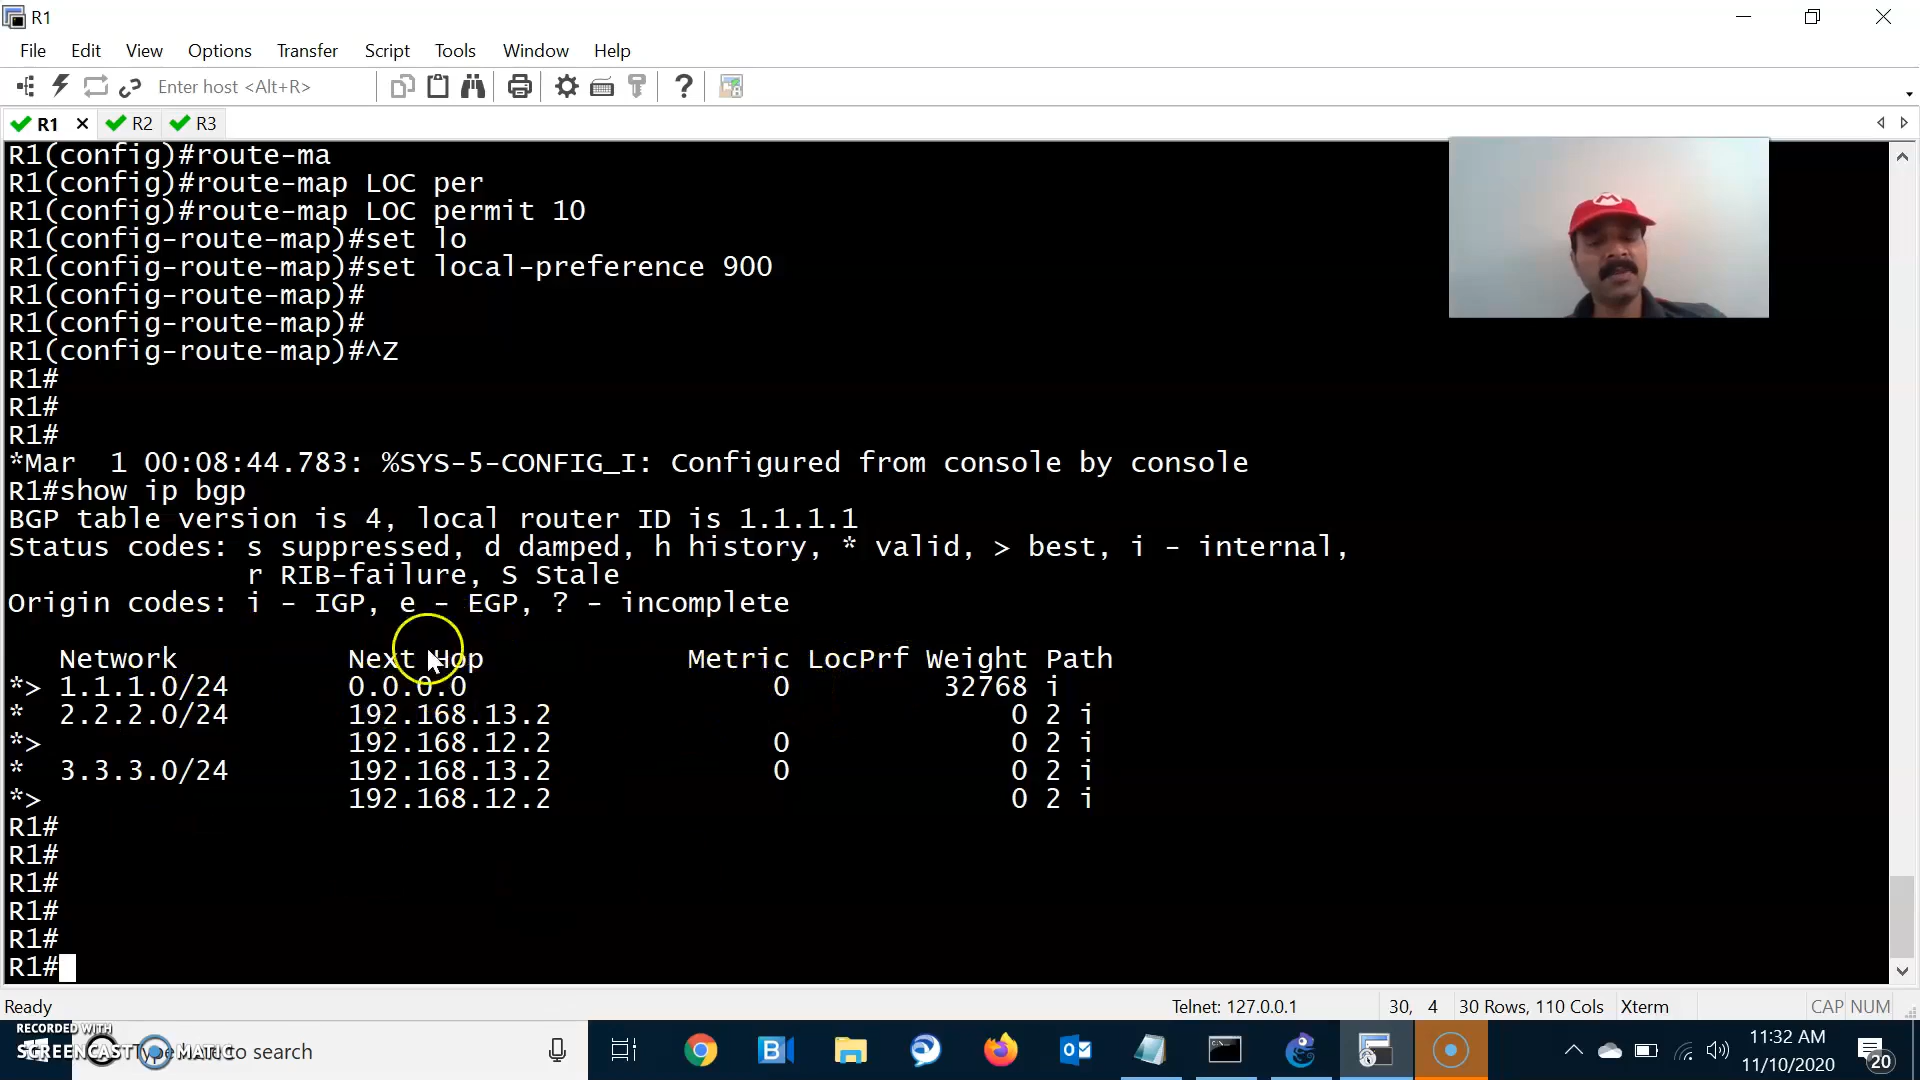 R1
File Edit View Options Transfer Script Tools Window Help
Enter host <Alt+R>
R1 R2 R3
R1(config)#route-ma
R1(config)#route-map LOC per
R1(config)#route-map LOC permit 10
R1(config-route-map)#set lo
R1(config-route-map)#set local-preference 900
R1(config-route-map)#
R1(config-route-map)#
R1(config-route-map)#^Z
R1#
R1#
R1#
*Mar  1 00:08:44.783: %SYS-5-CONFIG_I: Configured from console by console
R1#show ip bgp
BGP table version is 4, local router ID is 1.1.1.1
Status codes: s suppressed, d damped, h history, * valid, > best, i - internal,
r RIB-failure, S Stale
Origin codes: i - IGP, e - EGP, ? - incomplete
Network Next Hop Metric LocPrf Weight Path
*> 1.1.1.0/24 0.0.0.0 0 32768 i
* 2.2.2.0/24 192.168.13.2 0 2 i
*> 192.168.12.2 0 0 2 i
* 3.3.3.0/24 192.168.13.2 0 0 2 i
*> 192.168.12.2 0 2 i
R1#
R1#
R1#
R1#
R1#
R1#
Ready Telnet: 127.0.0.1 30, 4 30 Rows, 110 Cols Xterm CAP NUM
RECORDED WITH
SCREENCAST MATIC
to search
11:32 AM
11/10/2020
20